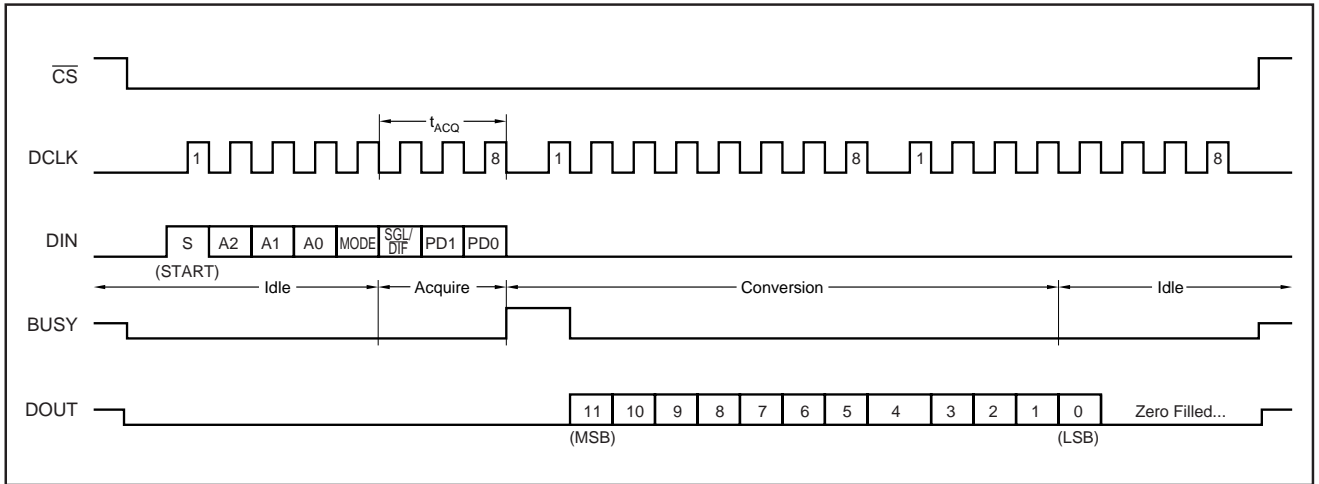 CS
tACQ
DCLK 1 8 1 8 1 8
DIN S A2 A1 A0 MODE SGL/DIF PD1 PD0
(START)
Idle Acquire Conversion Idle
BUSY
DOUT 11 10 9 8 7 6 5 4 3 2 1 0 Zero Filled...
(MSB) (LSB)